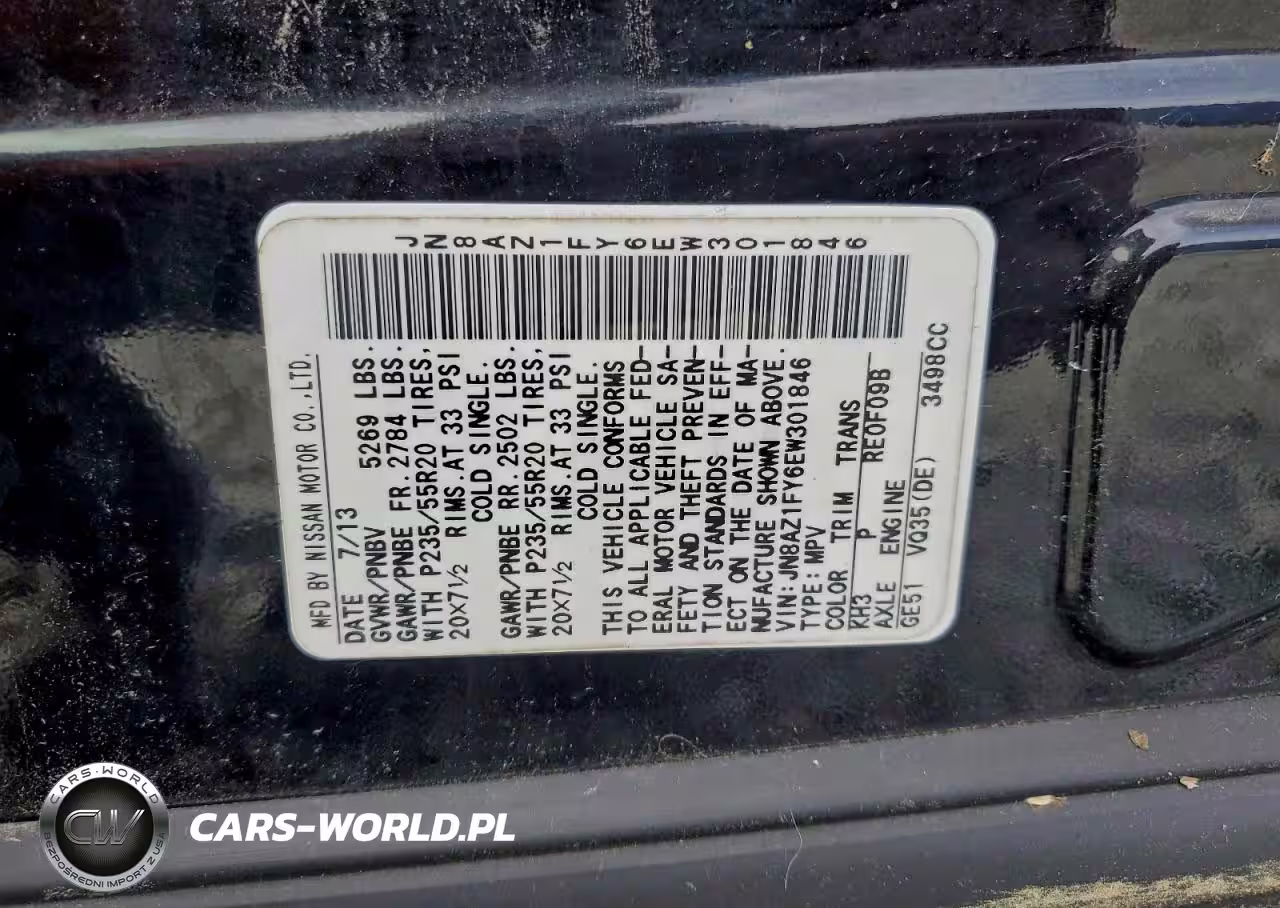 JN8AZ1FY6EW301846
MFD BY NISSAN MOTOR CO.,LTD.
DATE 7/13
GVWR/PNBV 5269 LBS.
GAWR/PNBE FR. 2784 LBS.
WITH P235/55R20 TIRES,
20X7½ RIMS. AT 33 PSI
COLD SINGLE.
GAWR/PNBE RR. 2502 LBS.
WITH P235/55R20 TIRES,
20X7½ RIMS. AT 33 PSI
COLD SINGLE.
THIS VEHICLE CONFORMS
TO ALL APPLICABLE FED-
ERAL MOTOR VEHICLE SA-
FETY AND THEFT PREVEN-
TION STANDARDS IN EFF-
ECT ON THE DATE OF MA-
NUFACTURE SHOWN ABOVE.
VIN: JN8AZ1FY6EW301846
TYPE: MPV
COLOR TRIM TRANS
KH3 P P
AXLE ENGINE RE0F09B
GE51 VQ35(DE) 3498CC
CARS-WORLD
CW
BEZPOŚREDNI IMPORT Z USA
CARS-WORLD.PL